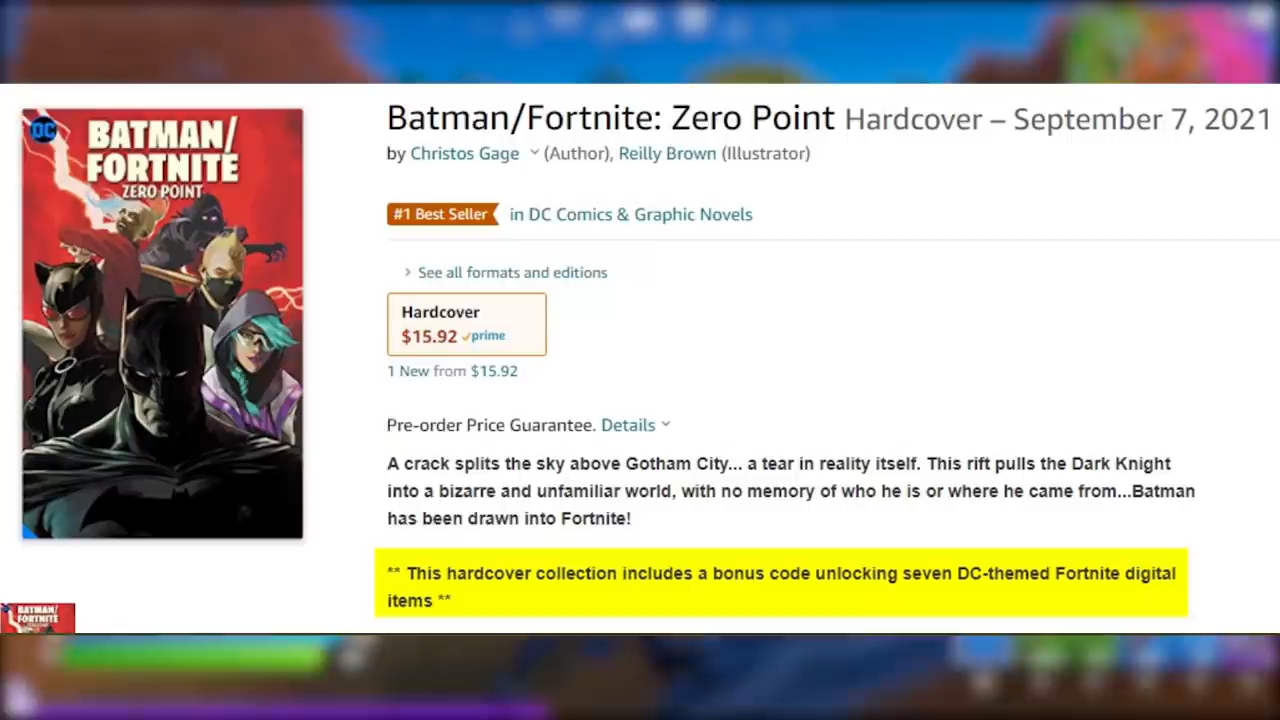 DC
BATMAN/
FORTNITE
ZERO POINT
Batman/Fortnite: Zero Point Hardcover – September 7, 2021
by Christos Gage (Author), Reilly Brown (Illustrator)
#1 Best Seller in DC Comics & Graphic Novels
See all formats and editions
Hardcover
$15.92 prime
1 New from $15.92
Pre-order Price Guarantee. Details
A crack splits the sky above Gotham City... a tear in reality itself. This rift pulls the Dark Knight
into a bizarre and unfamiliar world, with no memory of who he is or where he came from...Batman
has been drawn into Fortnite!
** This hardcover collection includes a bonus code unlocking seven DC-themed Fortnite digital
items **
BATMAN/
FORTNITE